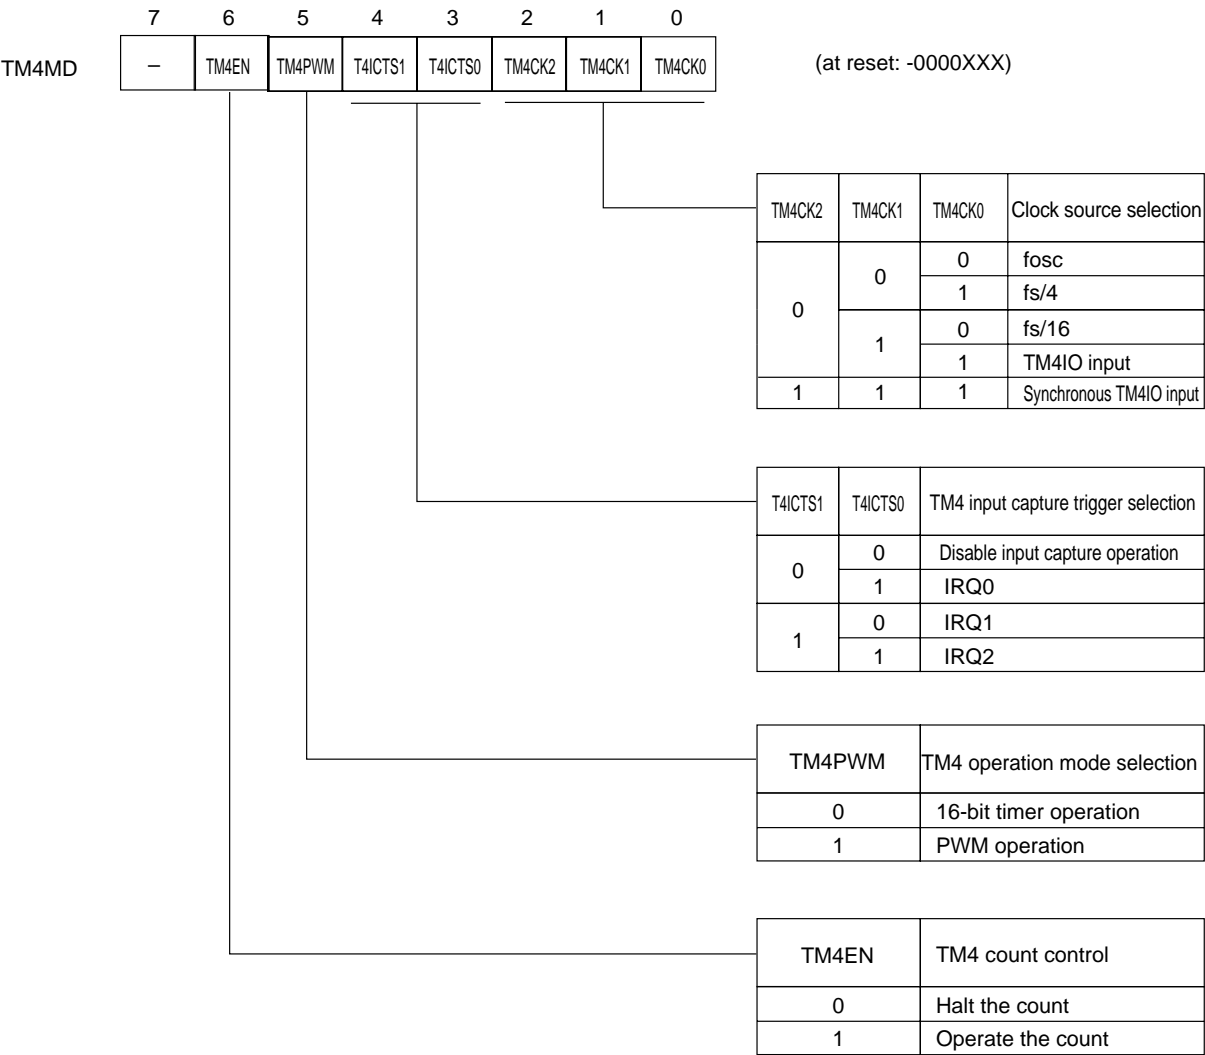 7 6 5 4 3 2 1 0
TM4MD – TM4EN TM4PWM T4ICTS1 T4ICTS0 TM4CK2 TM4CK1 TM4CK0 (at reset: -0000XXX)
TM4CK2 TM4CK1 TM4CK0 Clock source selection
0 0 0 fosc
1 fs/4
1 0 fs/16
1 TM4IO input
1 1 1 Synchronous TM4IO input
T4ICTS1 T4ICTS0 TM4 input capture trigger selection
0 0 Disable input capture operation
1 IRQ0
1 0 IRQ1
1 IRQ2
TM4PWM TM4 operation mode selection
0 16-bit timer operation
1 PWM operation
TM4EN TM4 count control
0 Halt the count
1 Operate the count